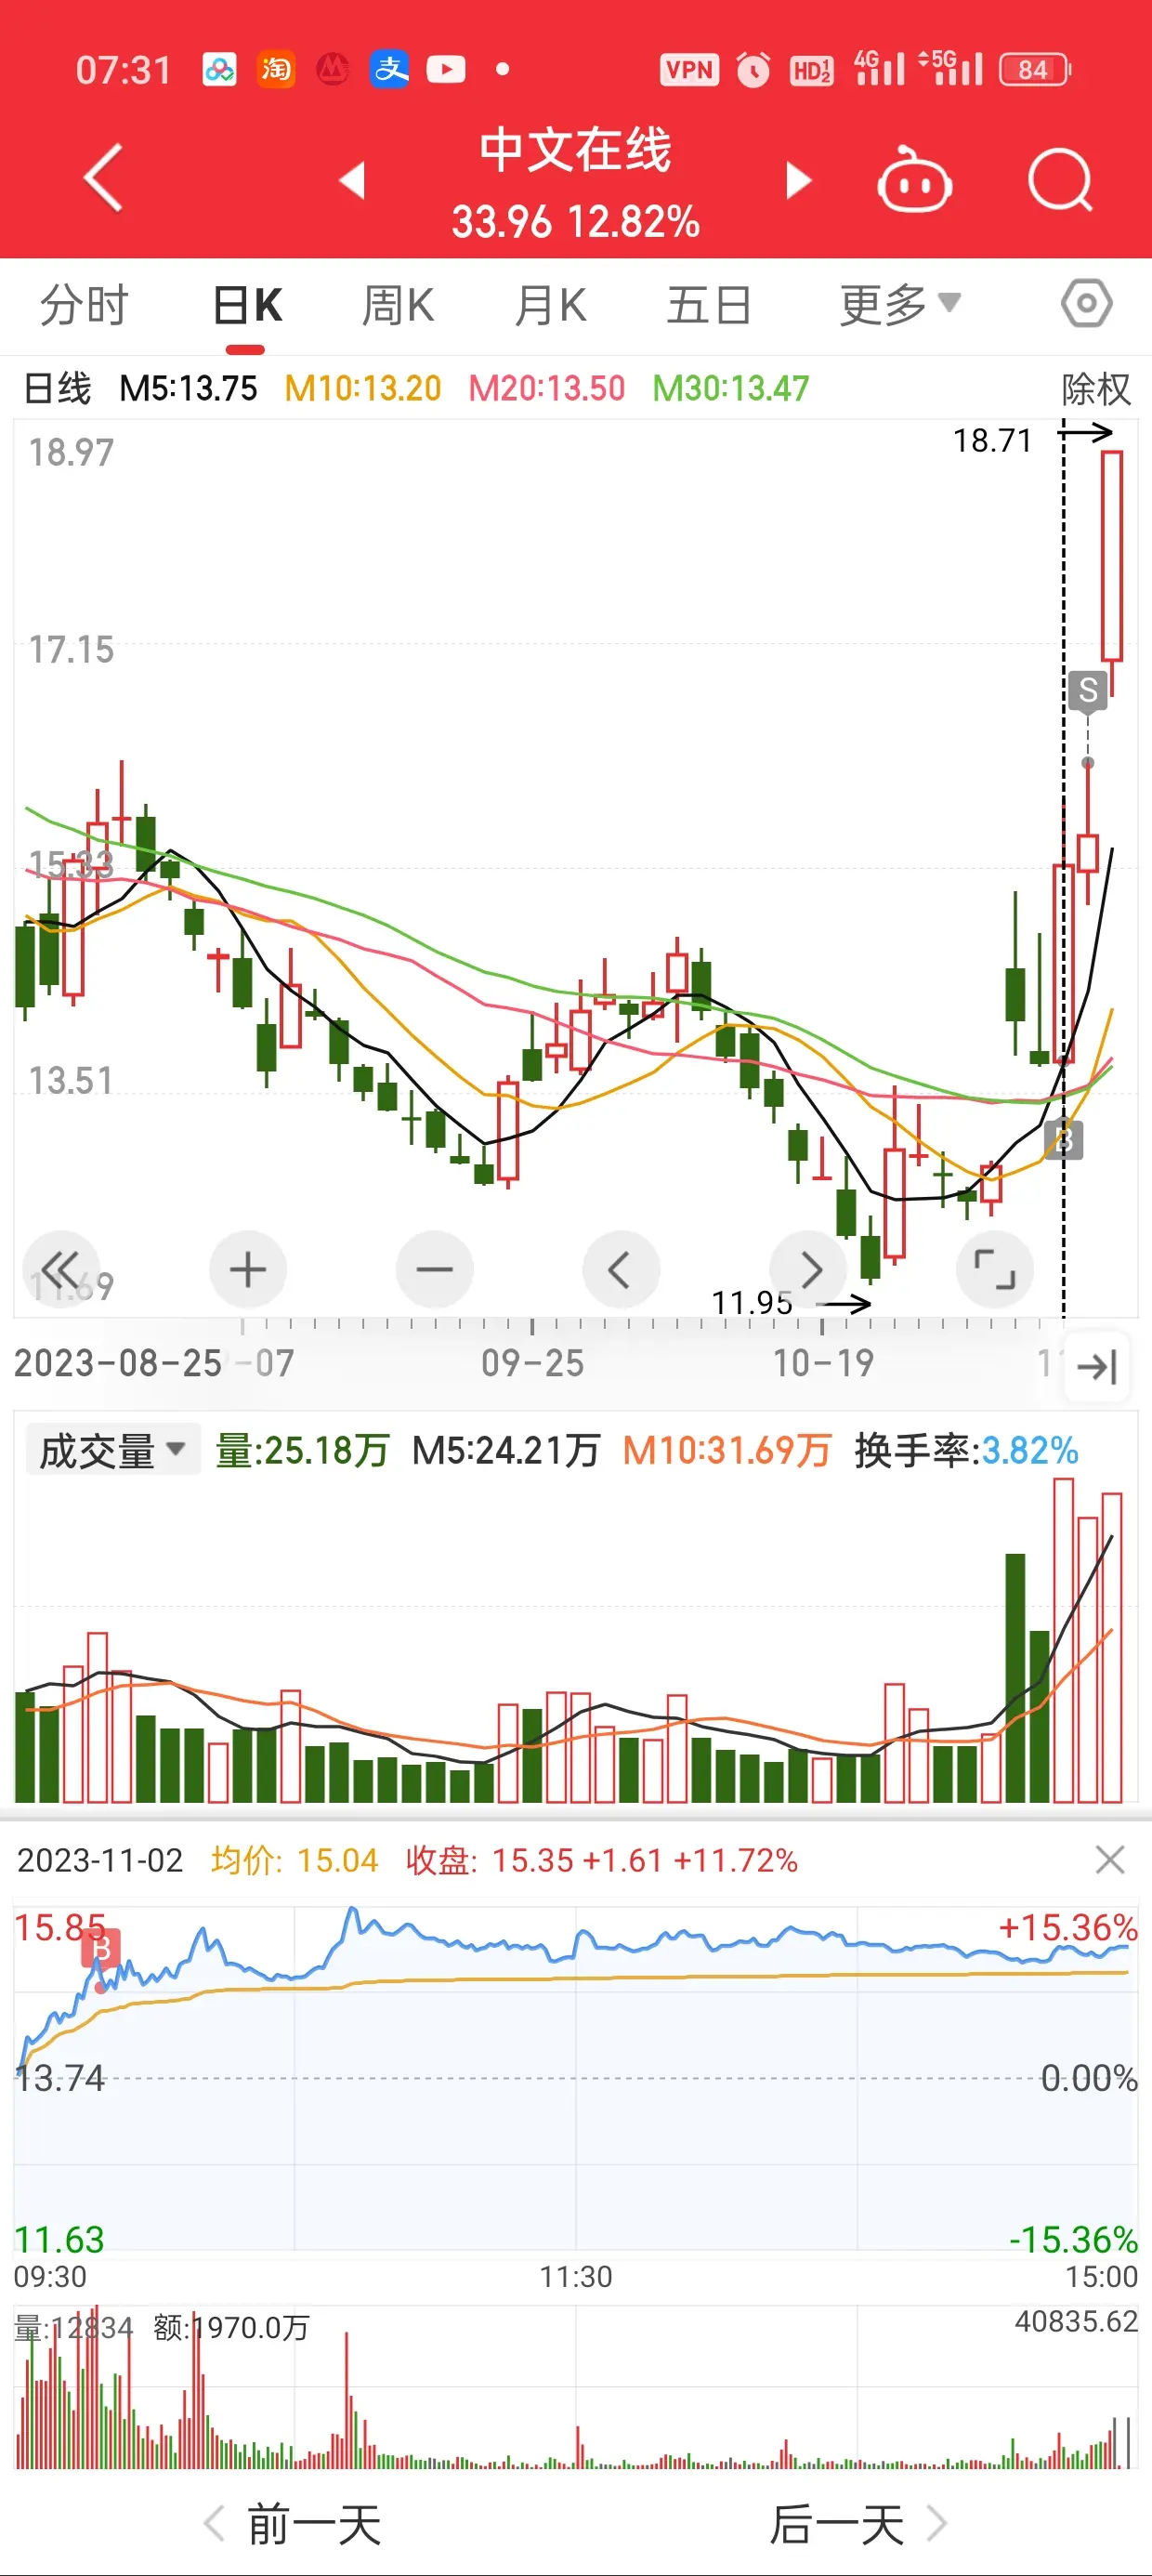 07:31 淘 支 VPN HD12 4G 5G 84
中文在线
33.96 12.82%
分时 日K 周K 月K 五日 更多
日线 M5:13.75 M10:13.20 M20:13.50 M30:13.47 除权
18.97
18.71
17.15
S
15.33
13.51
B
11.95
2023-08-25 -07 09-25 10-19
成交量 量:25.18万 M5:24.21万 M10:31.69万 换手率:3.82%
2023-11-02 均价: 15.04 收盘: 15.35 +1.61 +11.72%
15.85 +15.36%
B
13.74 0.00%
11.63 -15.36%
09:30 11:30 15:00
量:12834 额:1970.0万 40835.62
前一天 后一天